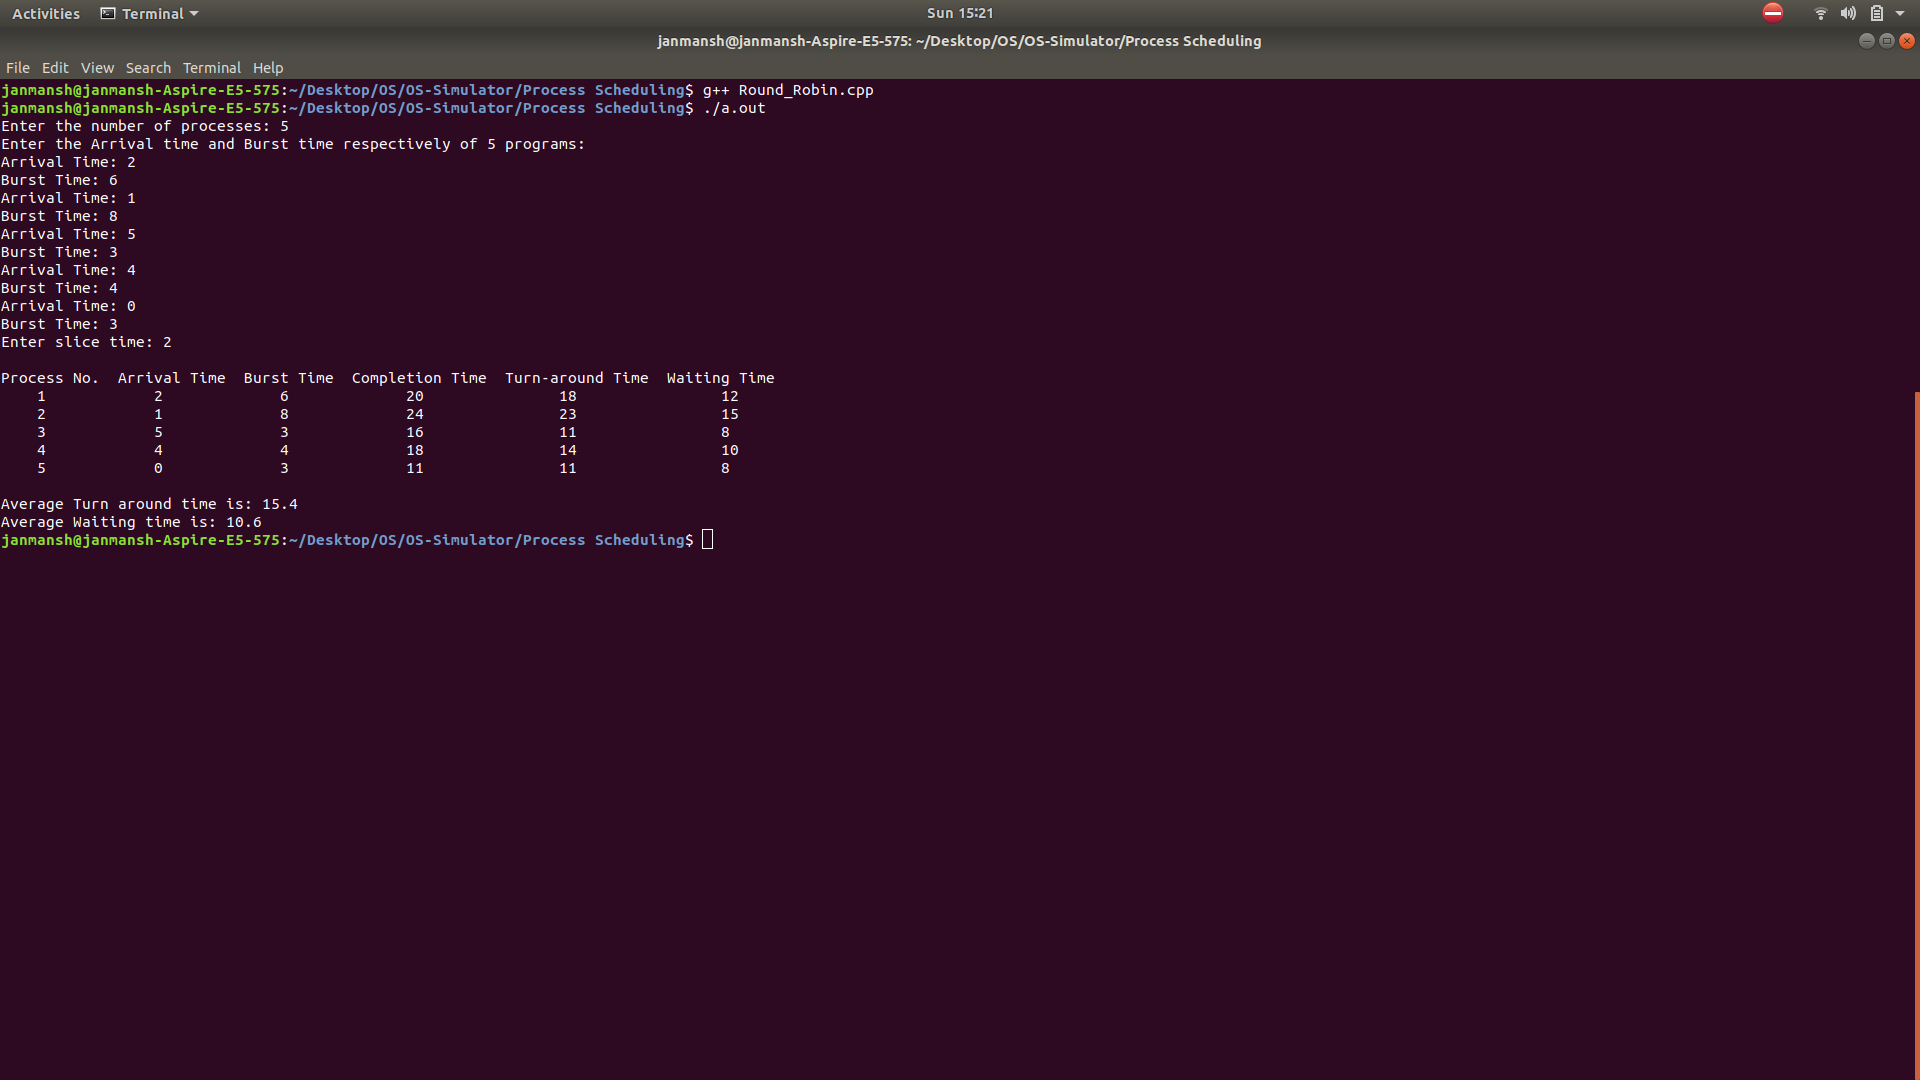 Activities Terminal Sun 15:21
janmansh@janmansh-Aspire-E5-575: ~/Desktop/OS/OS-Simulator/Process Scheduling
File Edit View Search Terminal Help
janmansh@janmansh-Aspire-E5-575:~/Desktop/OS/OS-Simulator/Process Scheduling$ g++ Round_Robin.cpp
janmansh@janmansh-Aspire-E5-575:~/Desktop/OS/OS-Simulator/Process Scheduling$ ./a.out
Enter the number of processes: 5
Enter the Arrival time and Burst time respectively of 5 programs:
Arrival Time: 2
Burst Time: 6
Arrival Time: 1
Burst Time: 8
Arrival Time: 5
Burst Time: 3
Arrival Time: 4
Burst Time: 4
Arrival Time: 0
Burst Time: 3
Enter slice time: 2
Process No.  Arrival Time  Burst Time  Completion Time  Turn-around Time  Waiting Time
1 2 6 20 18 12
2 1 8 24 23 15
3 5 3 16 11 8
4 4 4 18 14 10
5 0 3 11 11 8
Average Turn around time is: 15.4
Average Waiting time is: 10.6
janmansh@janmansh-Aspire-E5-575:~/Desktop/OS/OS-Simulator/Process Scheduling$